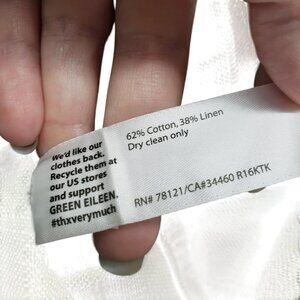 We'd like our
clothes back.
Recycle them at
our US stores
and support
GREEN EILEEN.
#thxverymuch
62% Cotton, 38% Linen
Dry clean only
RN# 78121/CA#34460 R16KTK